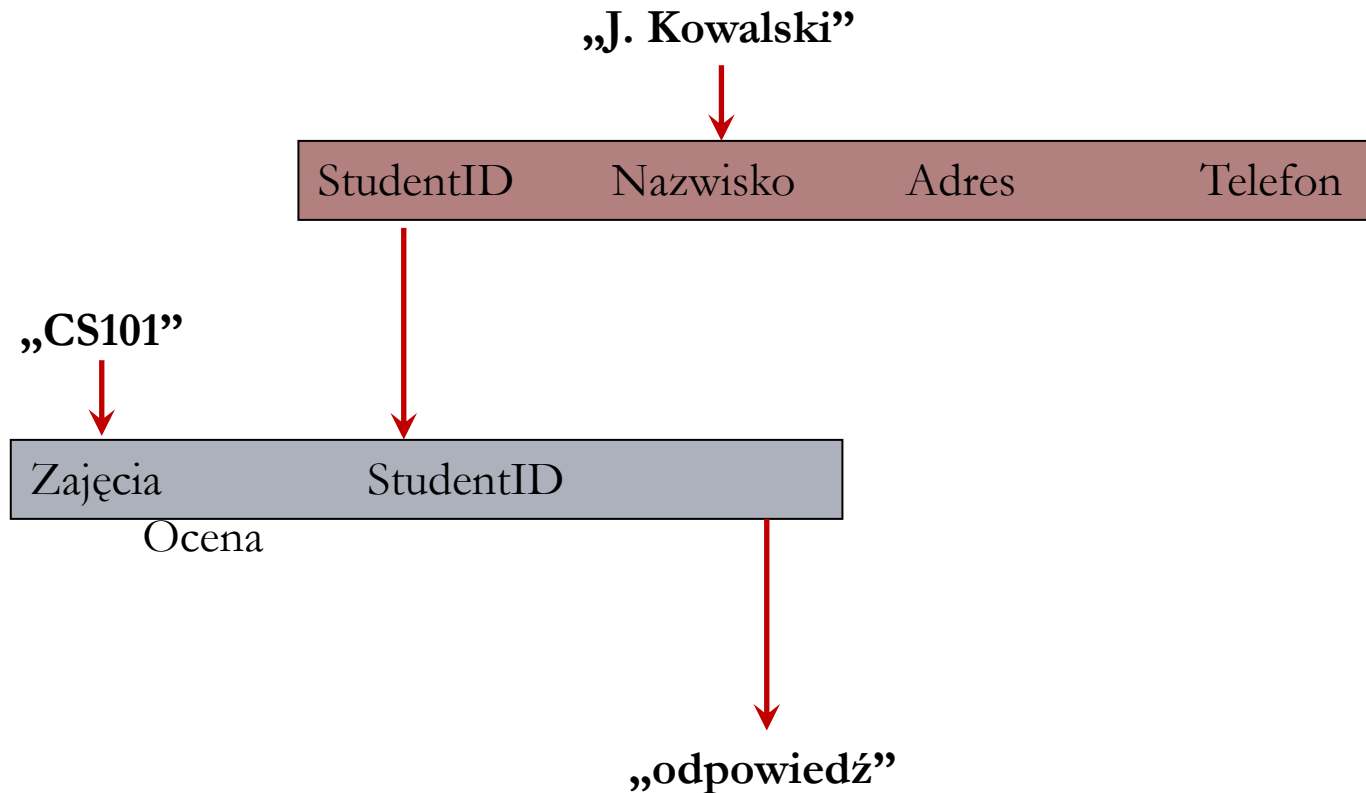 „J. Kowalski”
StudentID Nazwisko Adres Telefon
„CS101”
Zajęcia StudentID
Ocena
„odpowiedź”